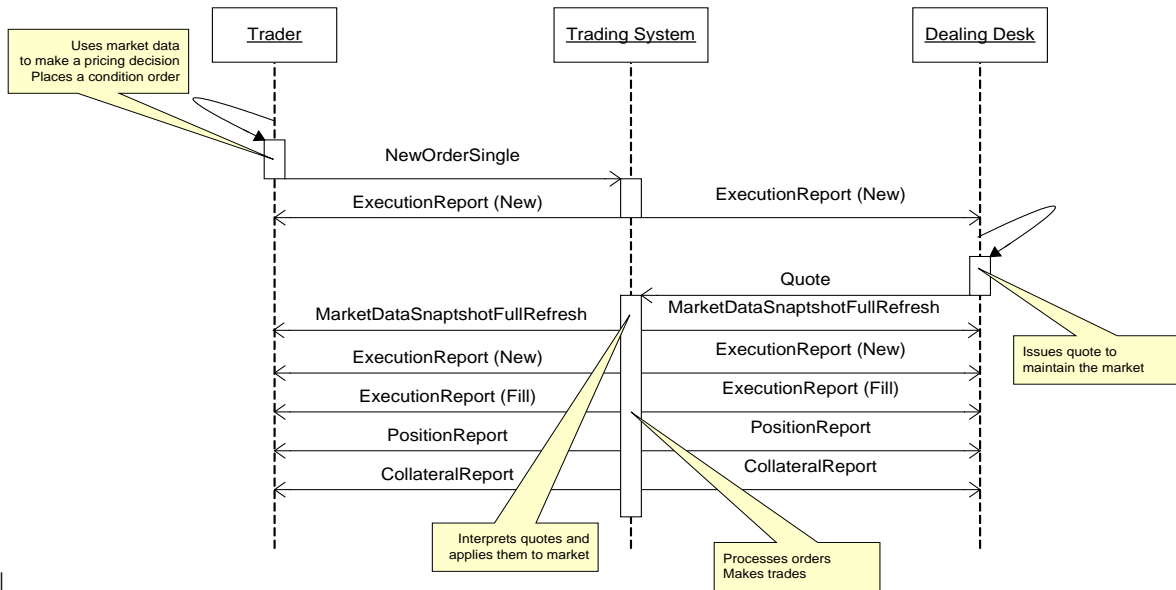 Trader
Trading System
Dealing Desk
Uses market data
to make a pricing decision
Places a condition order
NewOrderSingle
ExecutionReport (New)
ExecutionReport (New)
Quote
MarketDataSnaptshotFullRefresh
MarketDataSnaptshotFullRefresh
Issues quote to
maintain the market
ExecutionReport (New)
ExecutionReport (New)
ExecutionReport (Fill)
ExecutionReport (Fill)
PositionReport
PositionReport
CollateralReport
CollateralReport
Interprets quotes and
applies them to market
Processes orders
Makes trades